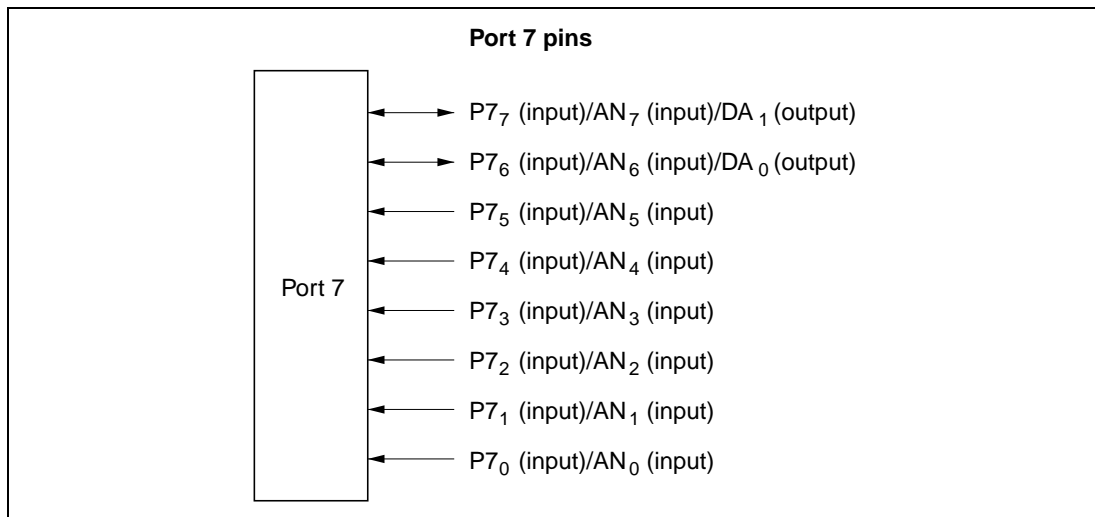 Port 7 pins
P7₇ (input)/AN₇ (input)/DA₁ (output)
P7₆ (input)/AN₆ (input)/DA₀ (output)
P7₅ (input)/AN₅ (input)
P7₄ (input)/AN₄ (input)
Port 7
P7₃ (input)/AN₃ (input)
P7₂ (input)/AN₂ (input)
P7₁ (input)/AN₁ (input)
P7₀ (input)/AN₀ (input)